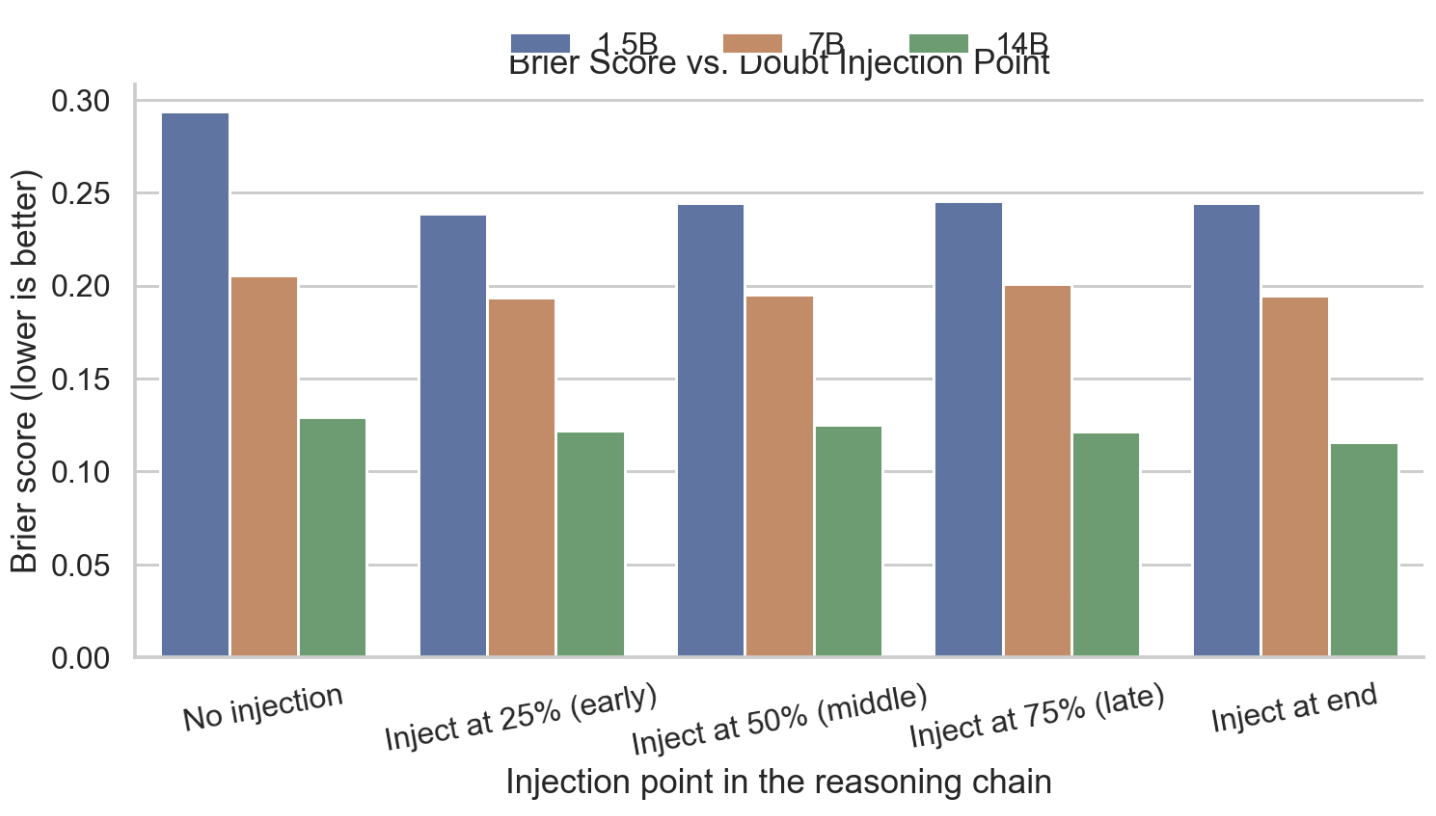 1.5B 7B 14B
Brier Score vs. Doubt Injection Point
Brier score (lower is better)
0.30
0.25
0.20
0.15
0.10
0.05
0.00
No injection
Inject at 25% (early)
Inject at 50% (middle)
Inject at 75% (late)
Inject at end
Injection point in the reasoning chain